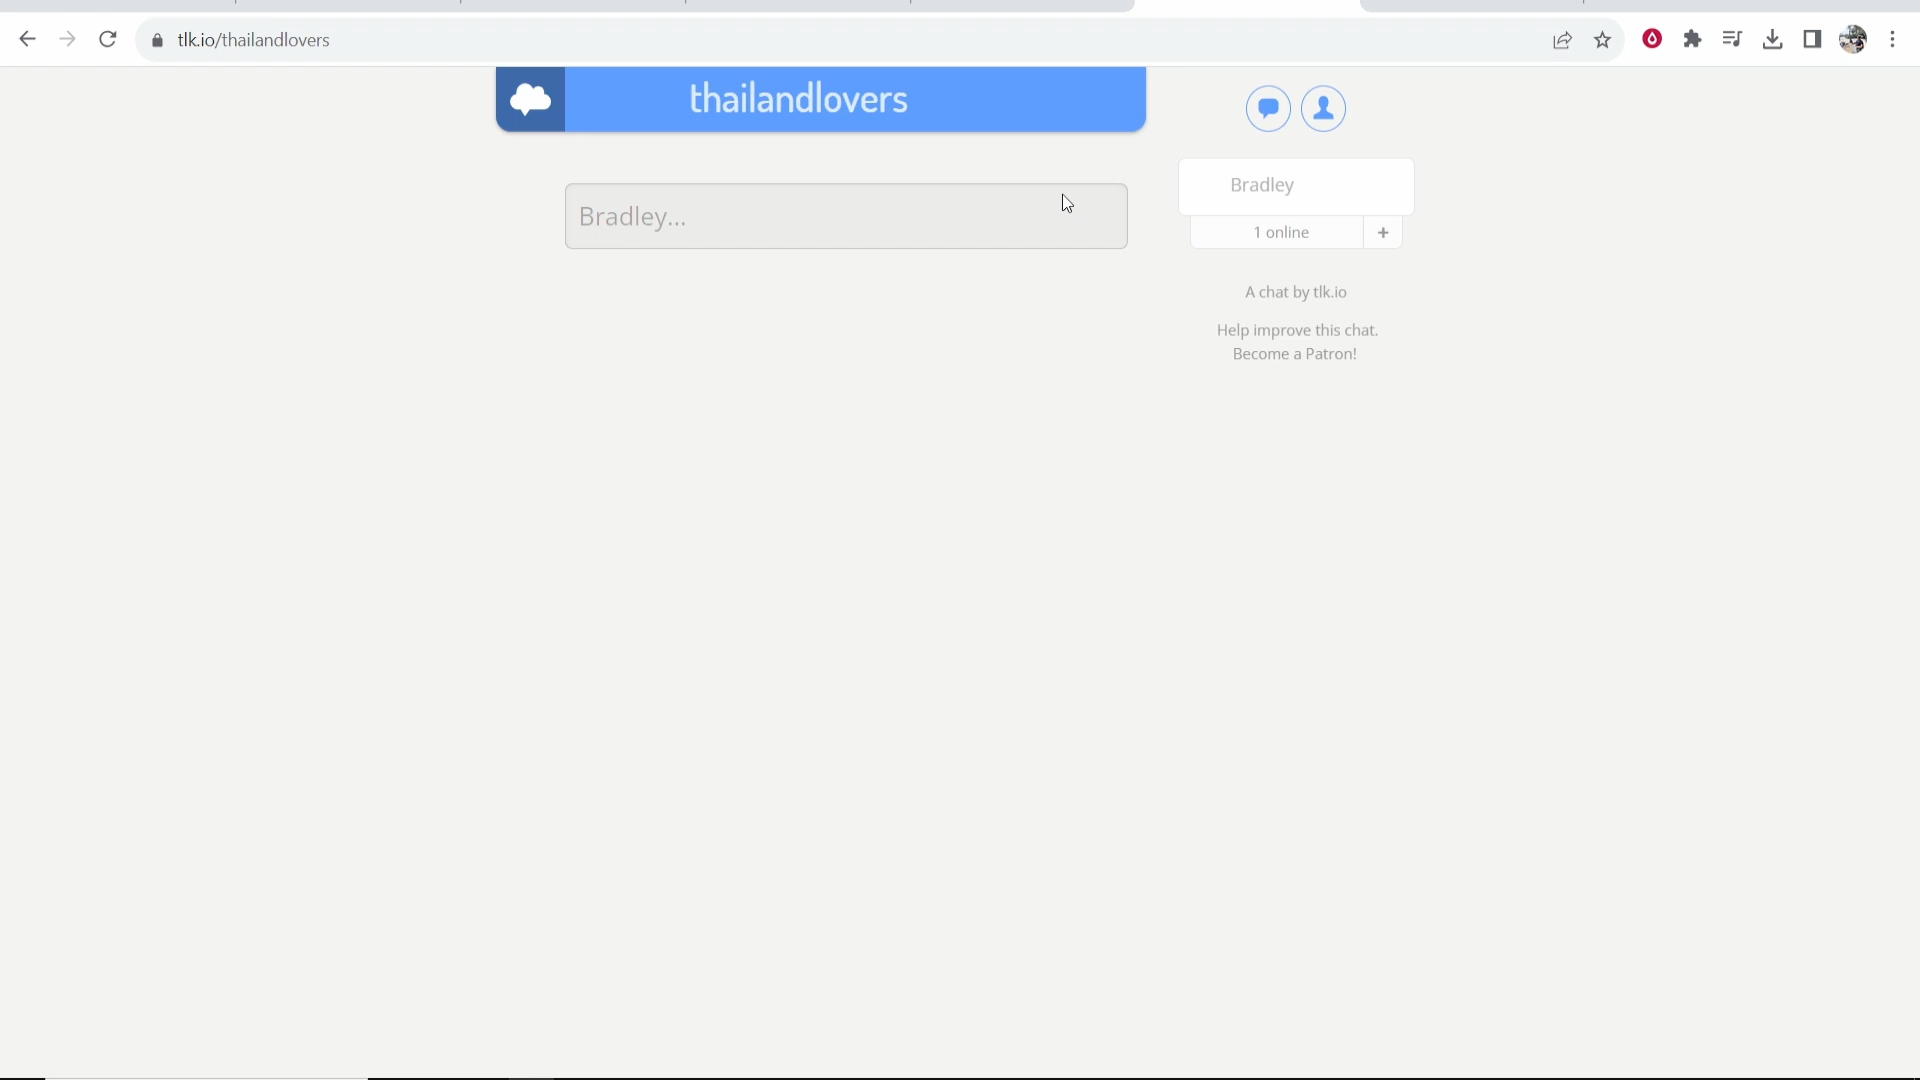 tlk.io/thailandlovers
thailandlovers
Bradley...
Bradley
1 online
+
A chat by tlk.io
Help improve this chat.
Become a Patron!